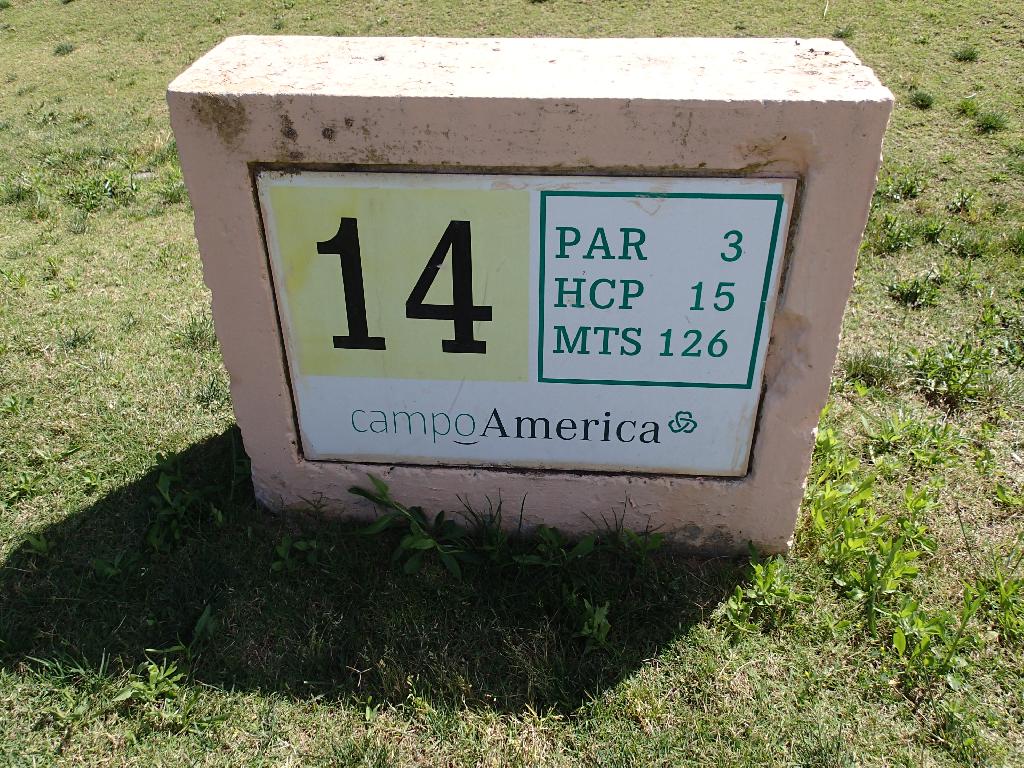 14
PAR 3
HCP 15
MTS 126
campoAmerica